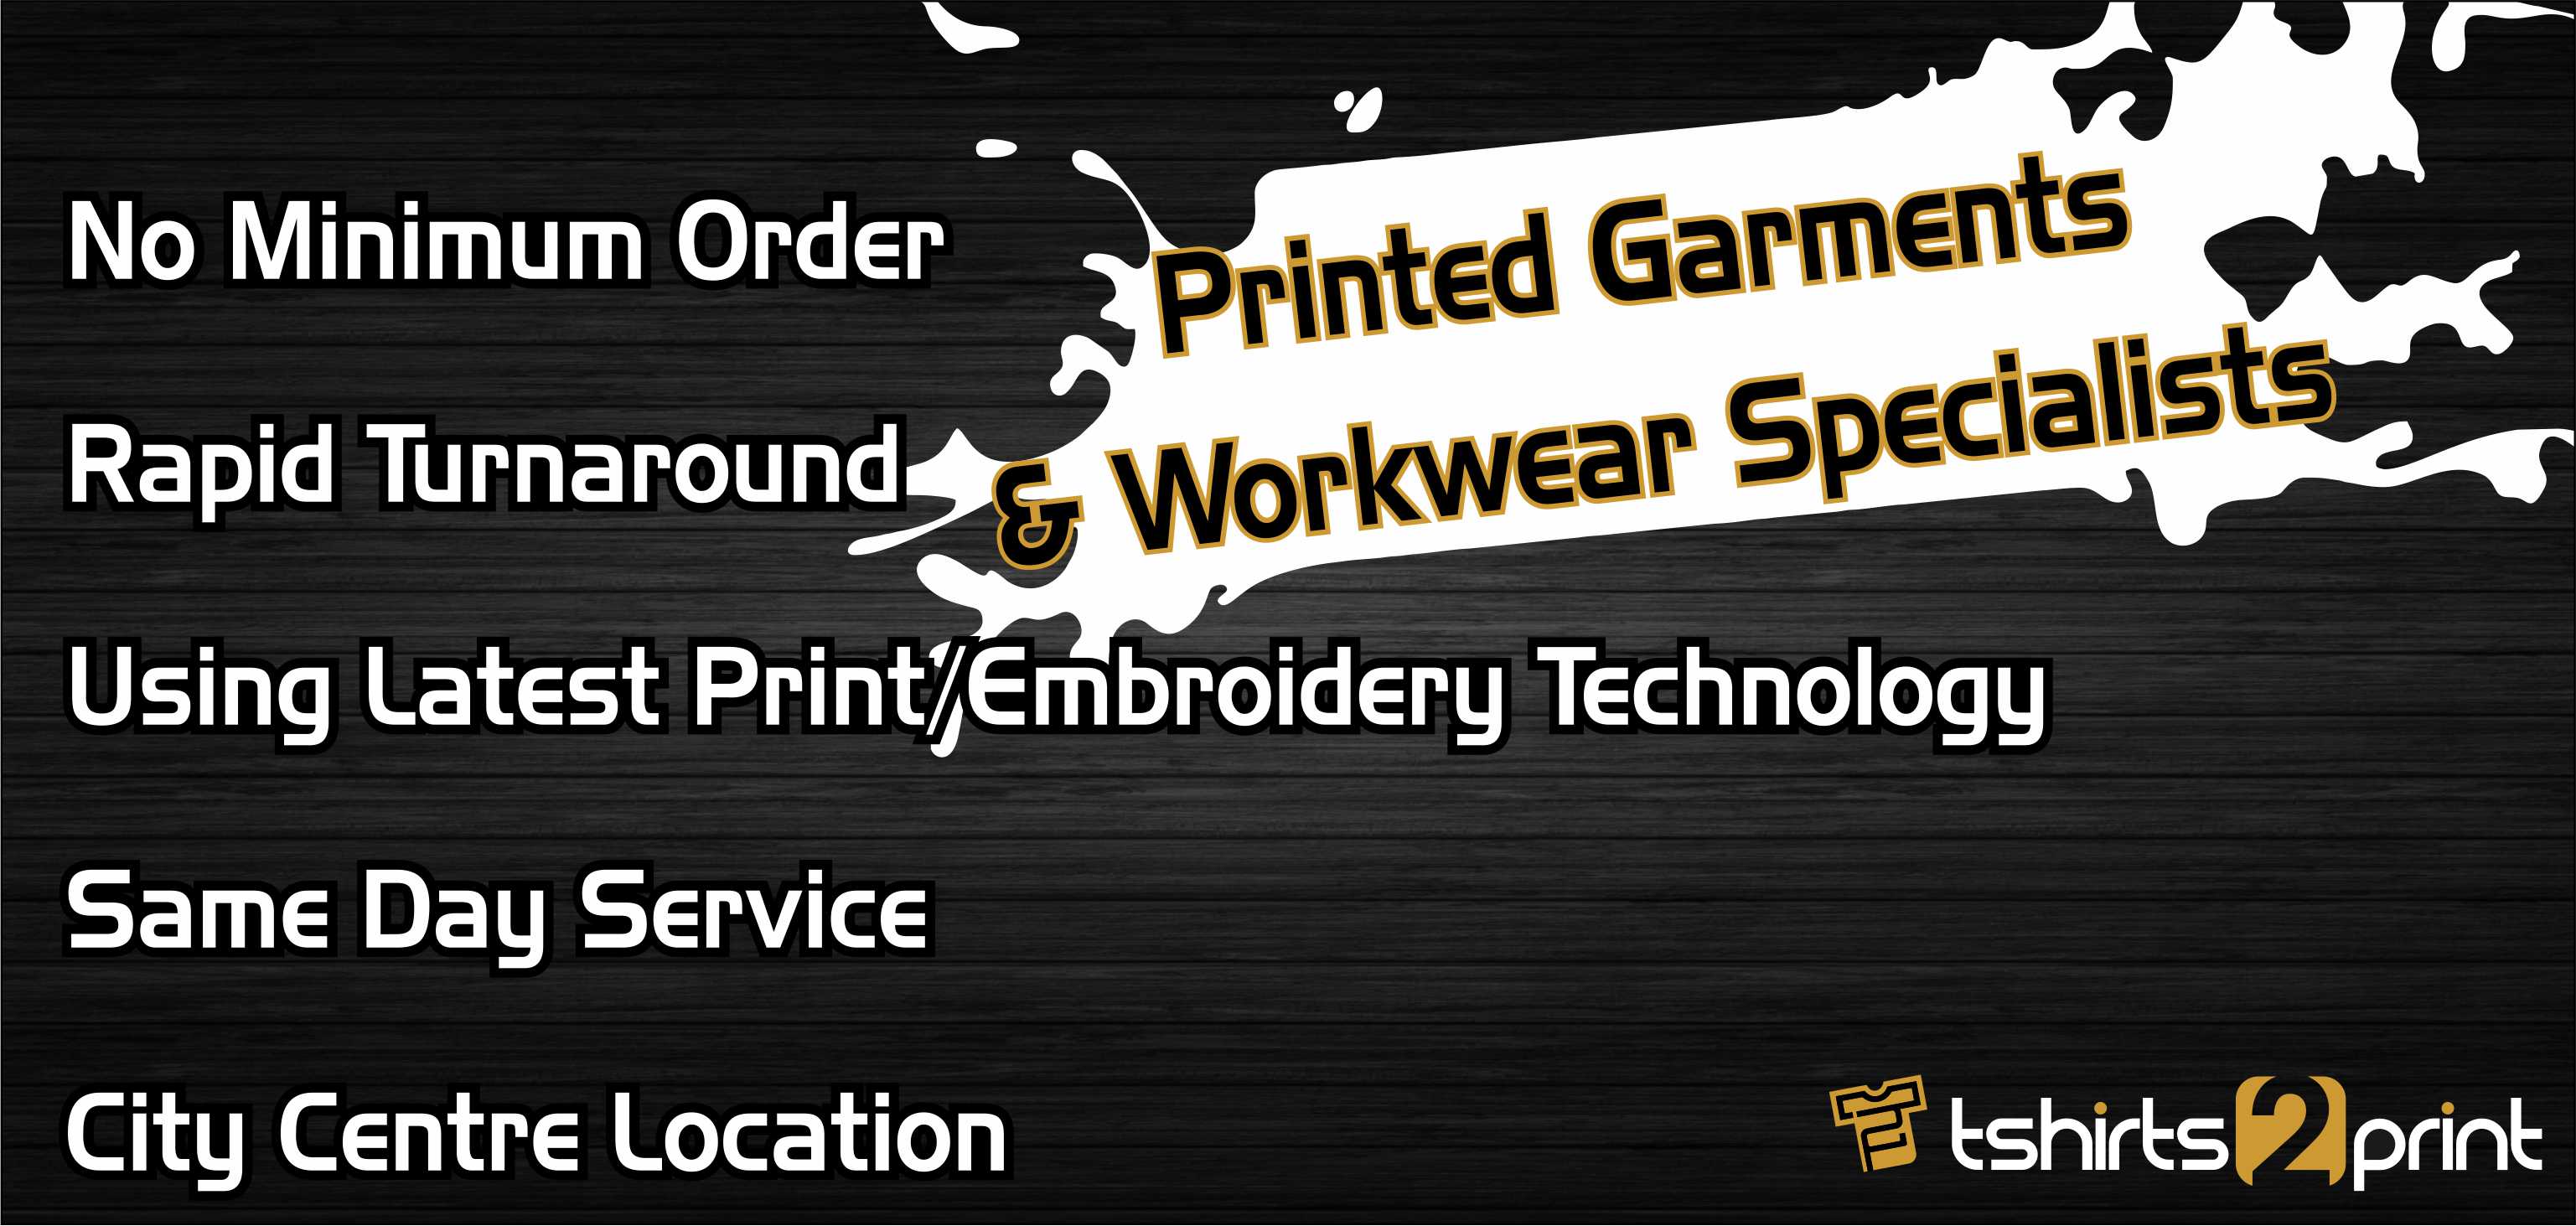 Printed Garments
& Workwear Specialists
No Minimum Order
Rapid Turnaround
Using Latest Print/Embroidery Technology
Same Day Service
City Centre Location
tshirts2print